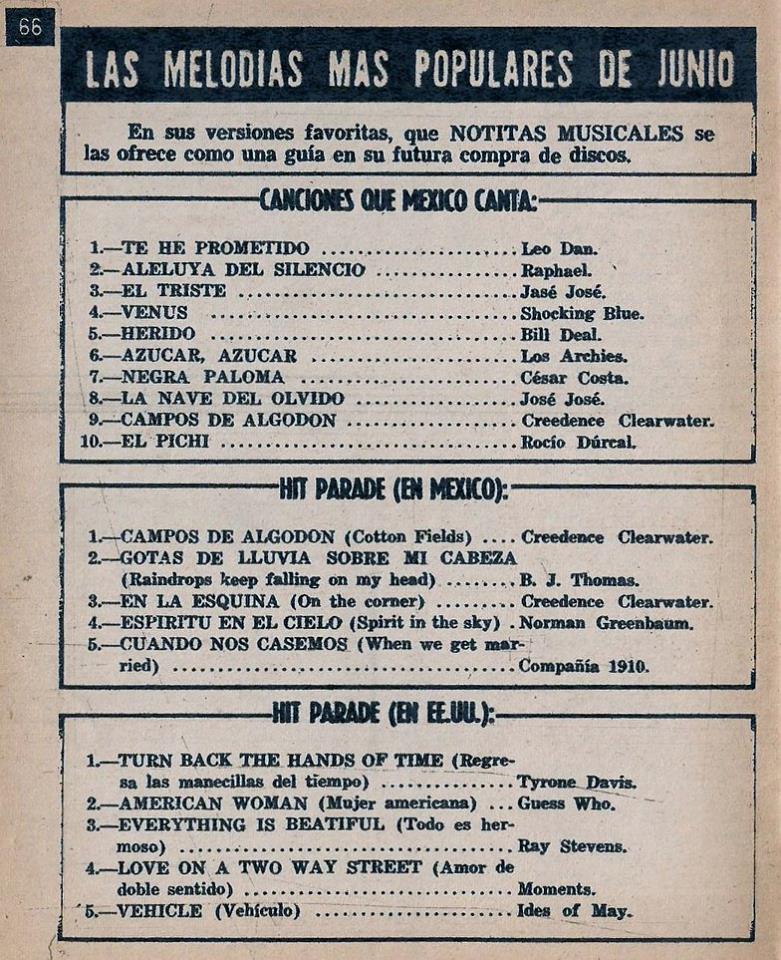 66
LAS MELODIAS MAS POPULARES DE JUNIO
En sus versiones favoritas, que NOTITAS MUSICALES se
las ofrece como una guía en su futura compra de discos.
CANCIONES QUE MEXICO CANTA:
1.—TE HE PROMETIDO ...................... Leo Dan.
2.—ALELUYA DEL SILENCIO ................ Raphael.
3.—EL TRISTE ................................ Jasé José.
4.—VENUS .................................. Shocking Blue.
5.—HERIDO .................................. Bill Deal.
6.—AZUCAR, AZUCAR ....................... Los Archies.
7.—NEGRA PALOMA ........................ César Costa.
8.—LA NAVE DEL OLVIDO ................... José José.
9.—CAMPOS DE ALGODON ................... Creedence Clearwater.
10.—EL PICHI ................................. Rocío Dúrcal.
HIT PARADE (EN MEXICO):
1.—CAMPOS DE ALGODON (Cotton Fields) .... Creedence Clearwater.
2.—GOTAS DE LLUVIA SOBRE MI CABEZA
(Raindrops keep falling on my head) ........ B. J. Thomas.
3.—EN LA ESQUINA (On the corner) ......... Creedence Clearwater.
4.—ESPIRITU EN EL CIELO (Spirit in the sky) . Norman Greenbaum.
5.—CUANDO NOS CASEMOS (When we get mar-
ried) ...................................... Compañía 1910.
HIT PARADE (EN EE.UU.):
1.—TURN BACK THE HANDS OF TIME (Regre-
sa las manecillas del tiempo) ............... Tyrone Davis.
2.—AMERICAN WOMAN (Mujer americana) ... Guess Who.
3.—EVERYTHING IS BEATIFUL (Todo es her-
moso) ..................................... Ray Stevens.
4.—LOVE ON A TWO WAY STREET (Amor de
doble sentido) .............................. Moments.
5.—VEHICLE (Vehículo) ...................... Ides of May.